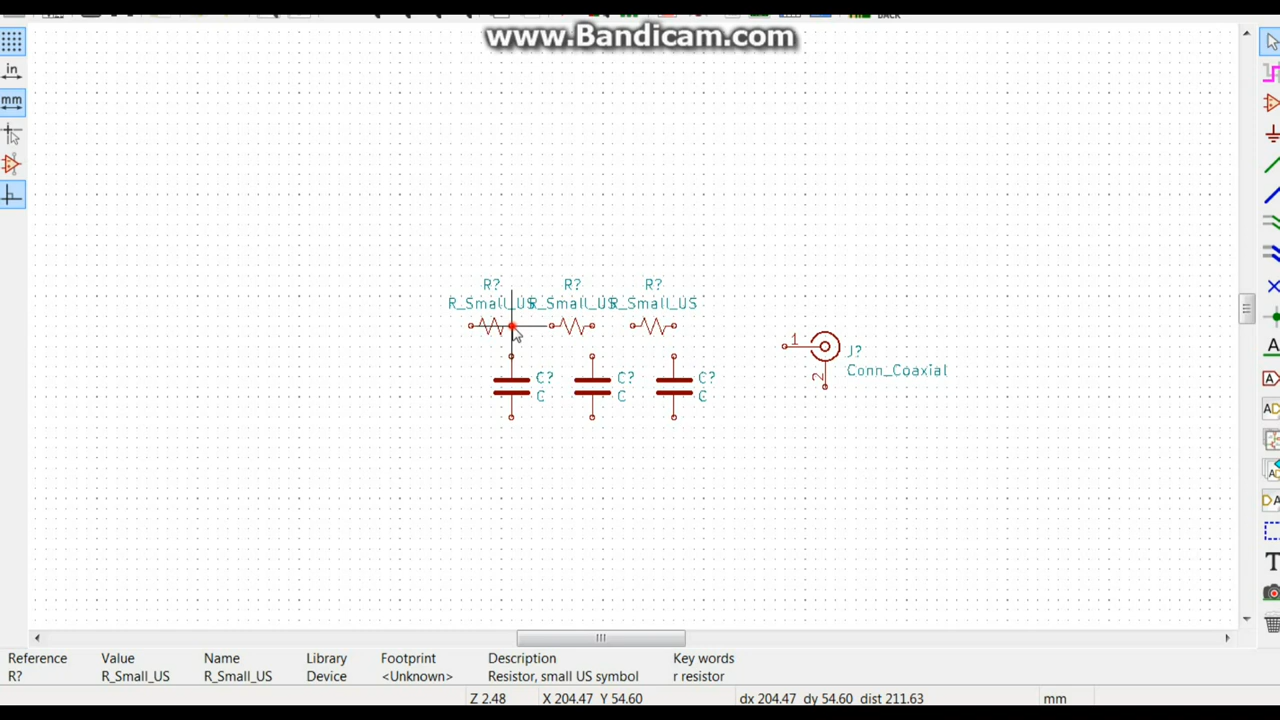 BACK
www.Bandicam.com
in
mm
R? R? R?
R_Small_US R_Small_US R_Small_US
1
J?
2
Conn_Coaxial
C? C? C?
C C C
A
A
T
Reference Value Name Library Footprint Description Key words
R? R_Small_US R_Small_US Device <Unknown> Resistor, small US symbol r resistor
Z 2.48 X 204.47 Y 54.60 dx 204.47 dy 54.60 dist 211.63 mm